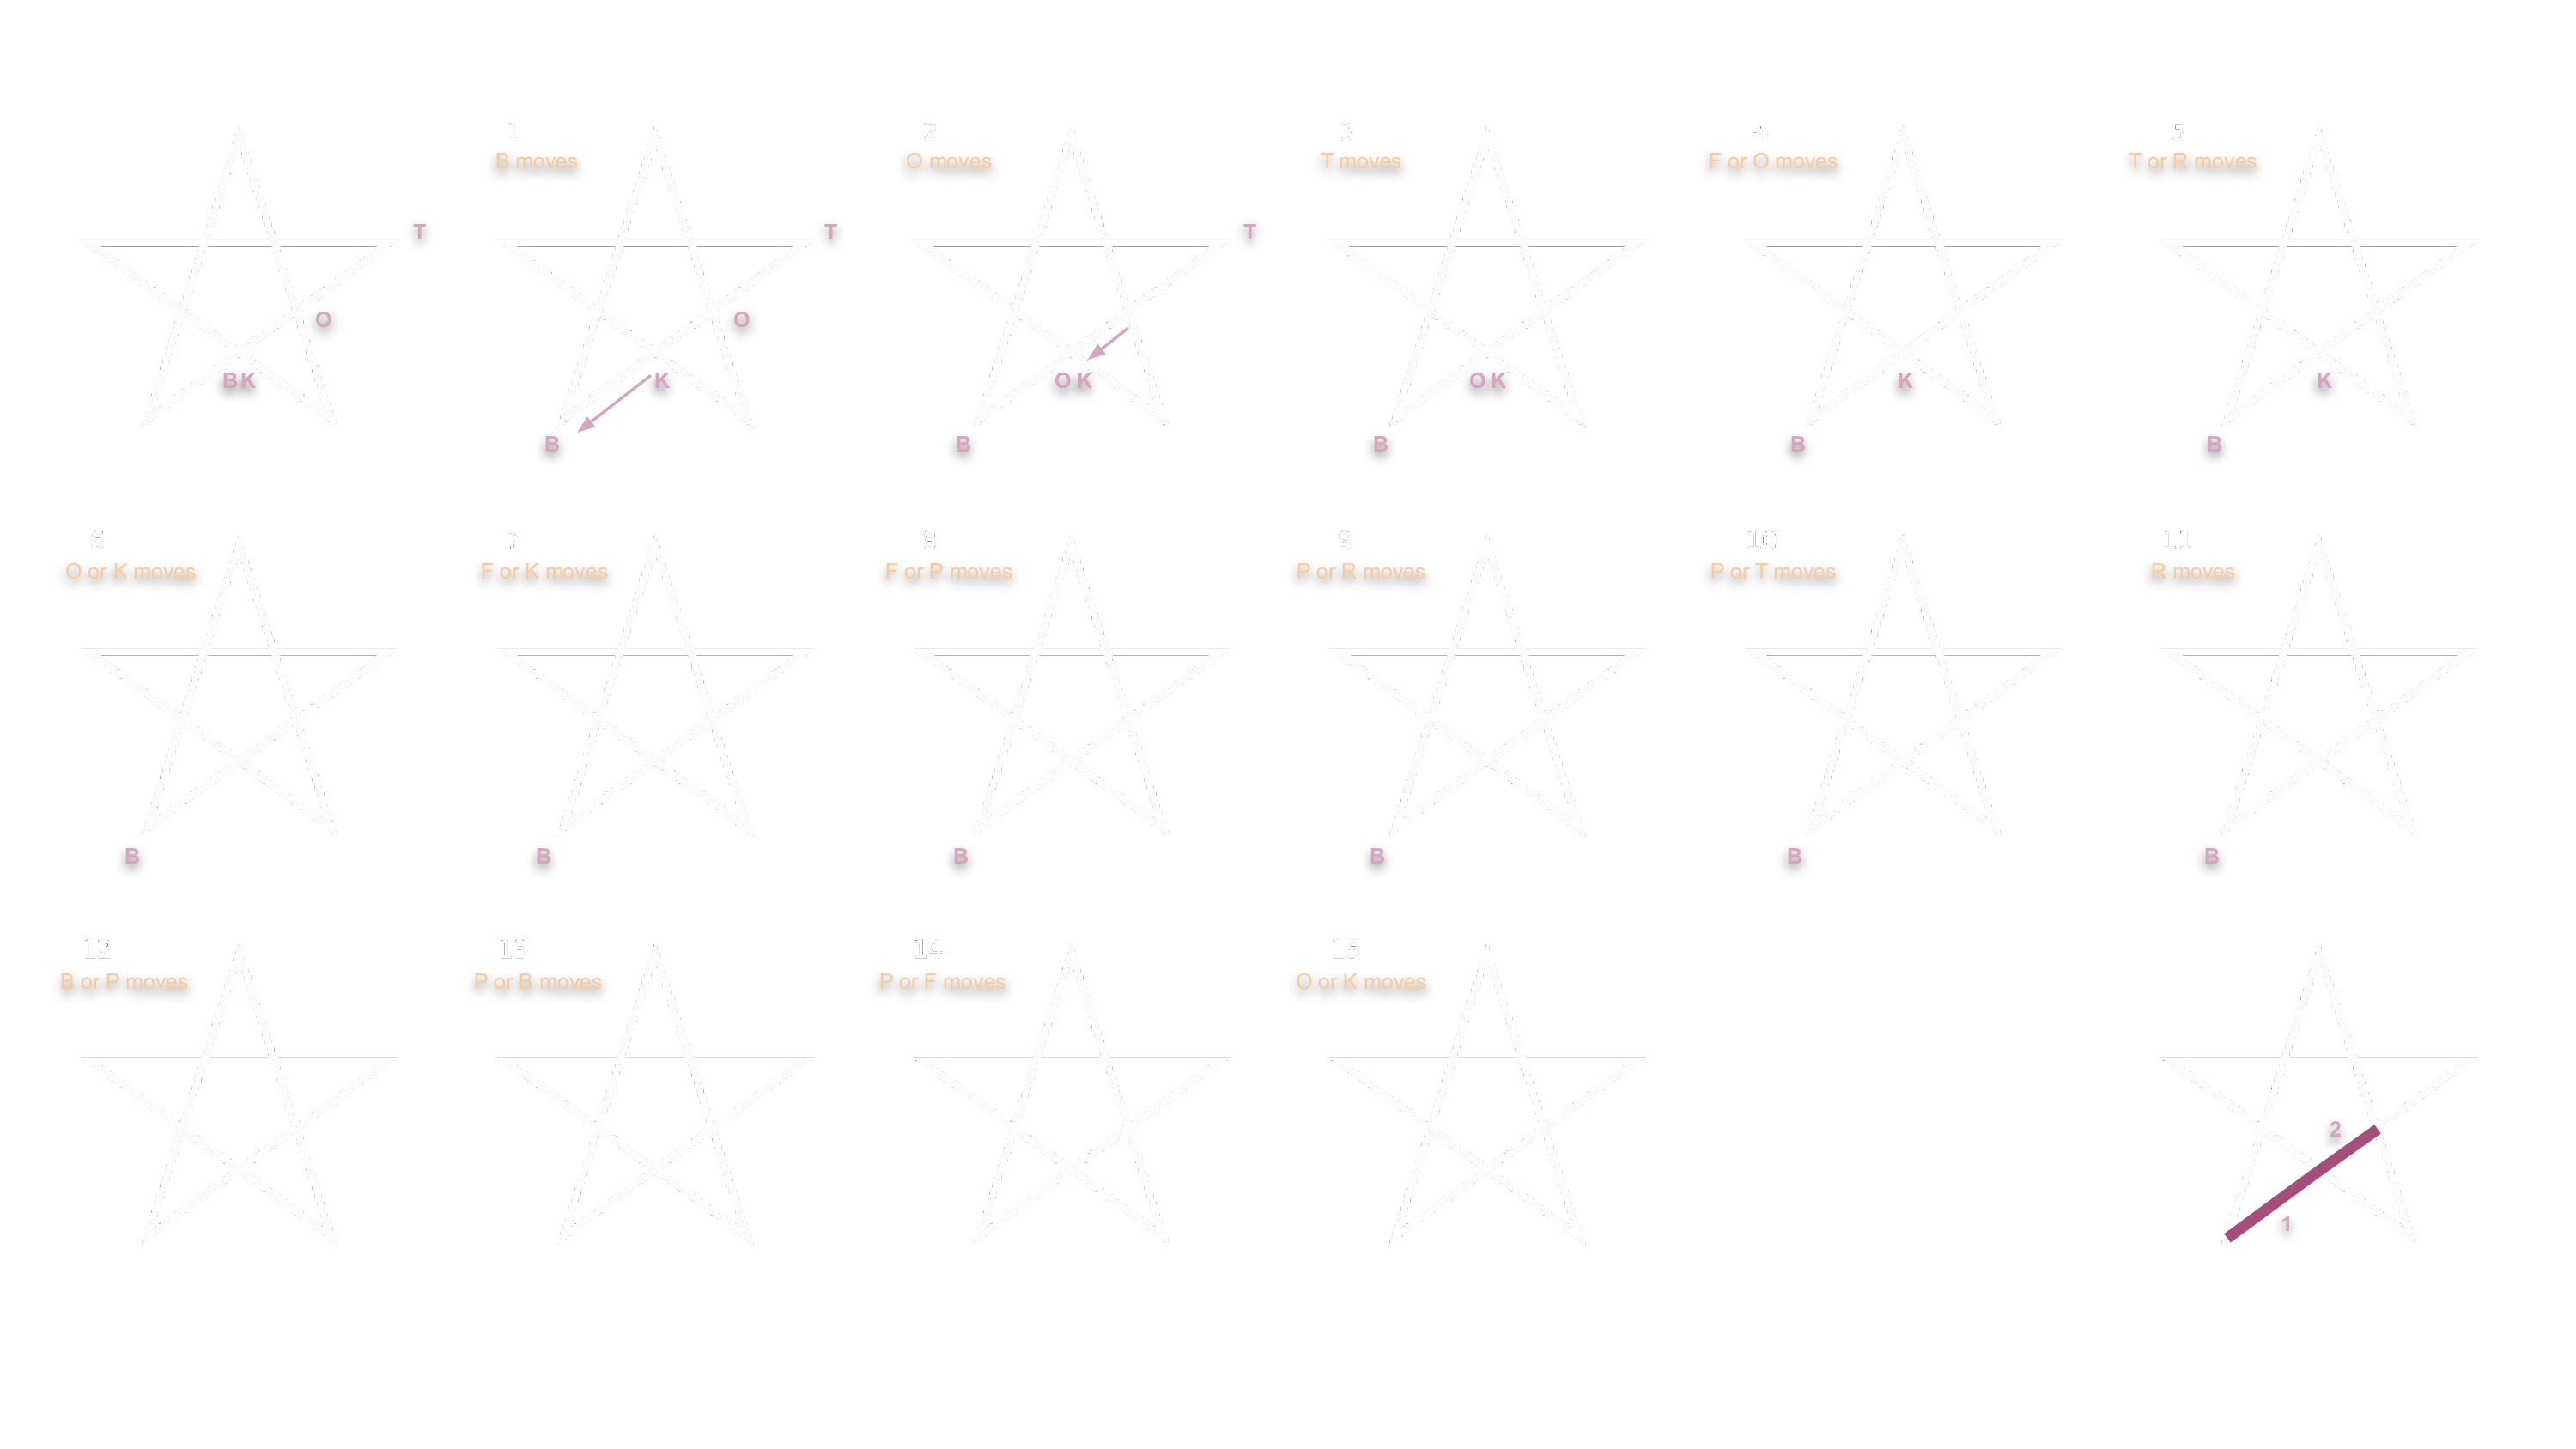 T
O
B K
1
B moves
T
O
K
B
2
O moves
T
O K
B
3
T moves
O K
B
4
F or O moves
K
B
5
T or R moves
K
B
6
O or K moves
B
7
F or K moves
B
8
F or P moves
B
9
P or R moves
B
10
P or T moves
B
11
R moves
B
12
B or P moves
13
P or B moves
14
P or F moves
15
O or K moves
2
1